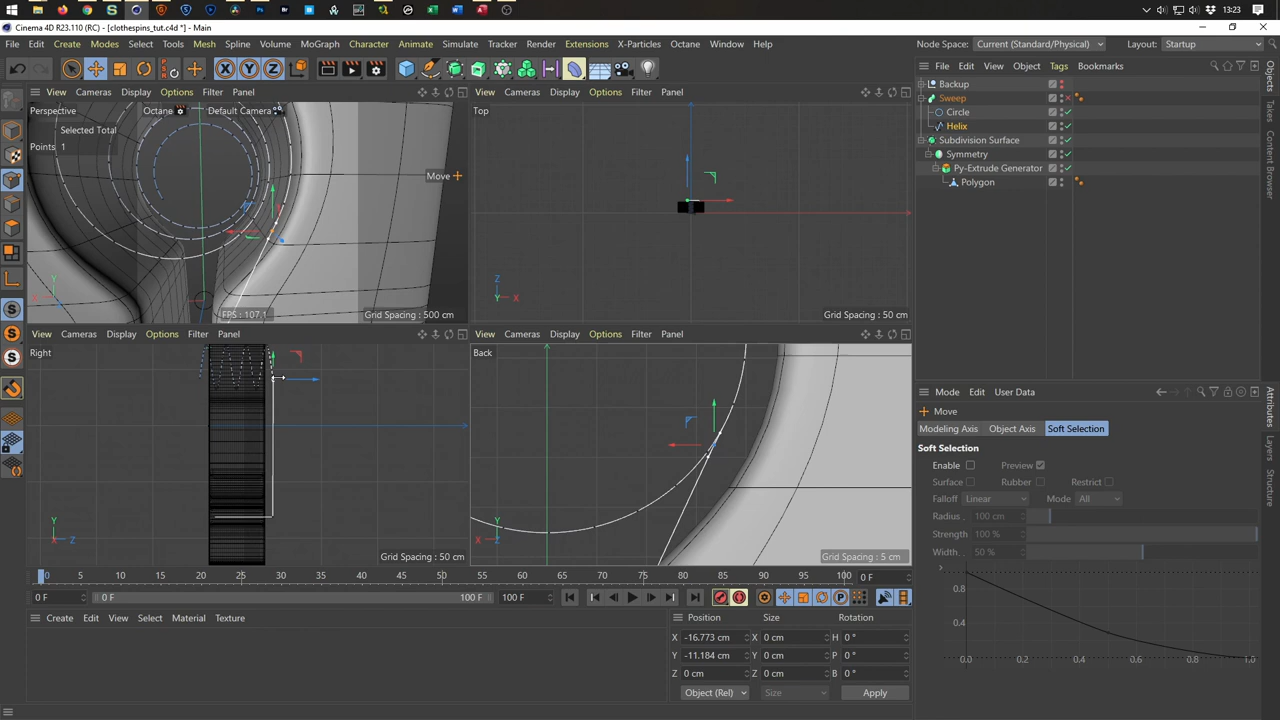 13:23
Cinema 4D R23.110 (RC) - [clothespins_tut.c4d *] - Main
File Edit Create Modes Select Tools Mesh Spline Volume MoGraph Character Animate Simulate Tracker Render Extensions X-Particles Octane Window Help Node Space: Current (Standard/Physical) Layout: Startup
X Y Z
File Edit View Object Tags Bookmarks
View Cameras Display Options Filter Panel
View Cameras Display Options Filter Panel
Perspective Octane Default Camera
Selected Total
Points 1
Move
FPS : 107.1 Grid Spacing : 500 cm
Top
Grid Spacing : 50 cm
Backup
Sweep
Circle
Helix
Subdivision Surface
Symmetry
Py-Extrude Generator
Polygon
View Cameras Display Options Filter Panel
View Cameras Display Options Filter Panel
Right
Grid Spacing : 50 cm
Back
Grid Spacing : 5 cm
Mode Edit User Data
Move
Modeling Axis Object Axis Soft Selection
Soft Selection
Enable Preview
Surface Rubber Restrict
Falloff Linear Mode All
Radius 100 cm
Strength 100 %
Width 50 %
0.8
0.4
0.0 0.2 0.4 0.6 0.8 1.0
Objects
Takes
Content Browser
Attributes
Layers
Structure
0 5 10 15 20 25 30 35 40 45 50 55 60 65 70 75 80 85 90 95 100 0 F
0 F 0 F 100 F 100 F
Create Edit View Select Material Texture
Position Size Rotation
X -16.773 cm X 0 cm H 0 °
Y -11.184 cm Y 0 cm P 0 °
Z 0 cm Z 0 cm B 0 °
Object (Rel) Size Apply